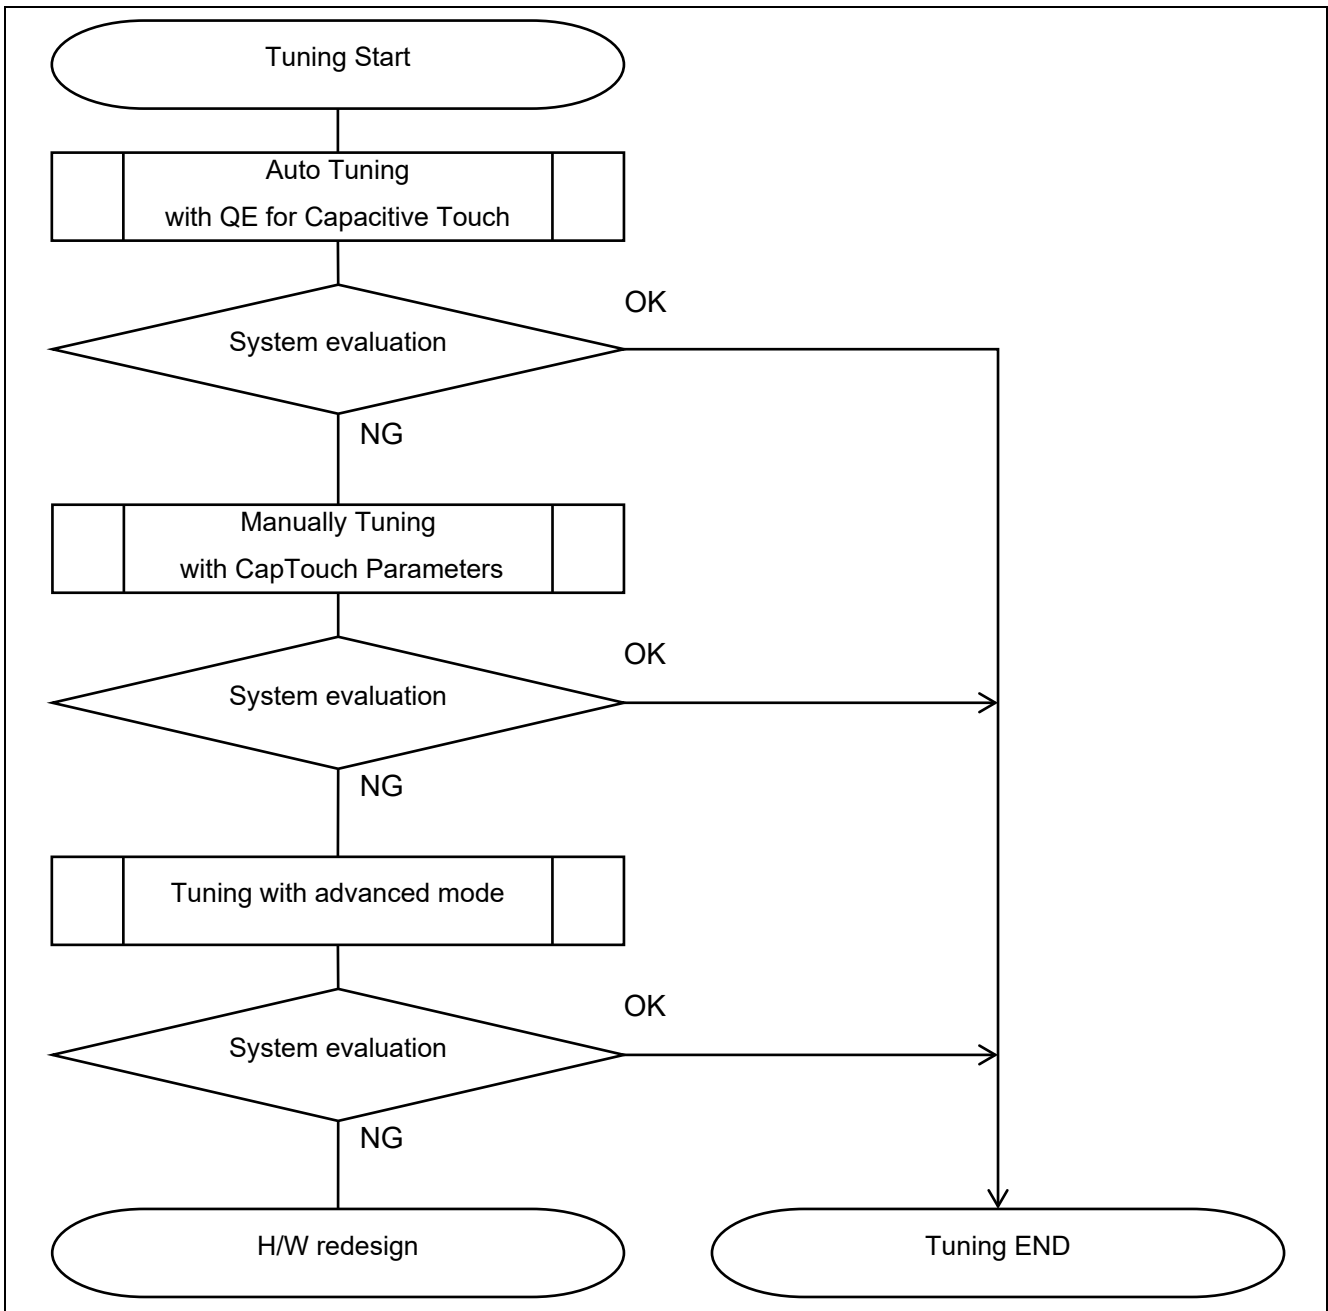 Tuning Start
Auto Tuning
with QE for Capacitive Touch
OK
System evaluation
NG
Manually Tuning
with CapTouch Parameters
OK
System evaluation
NG
Tuning with advanced mode
OK
System evaluation
NG
H/W redesign
Tuning END